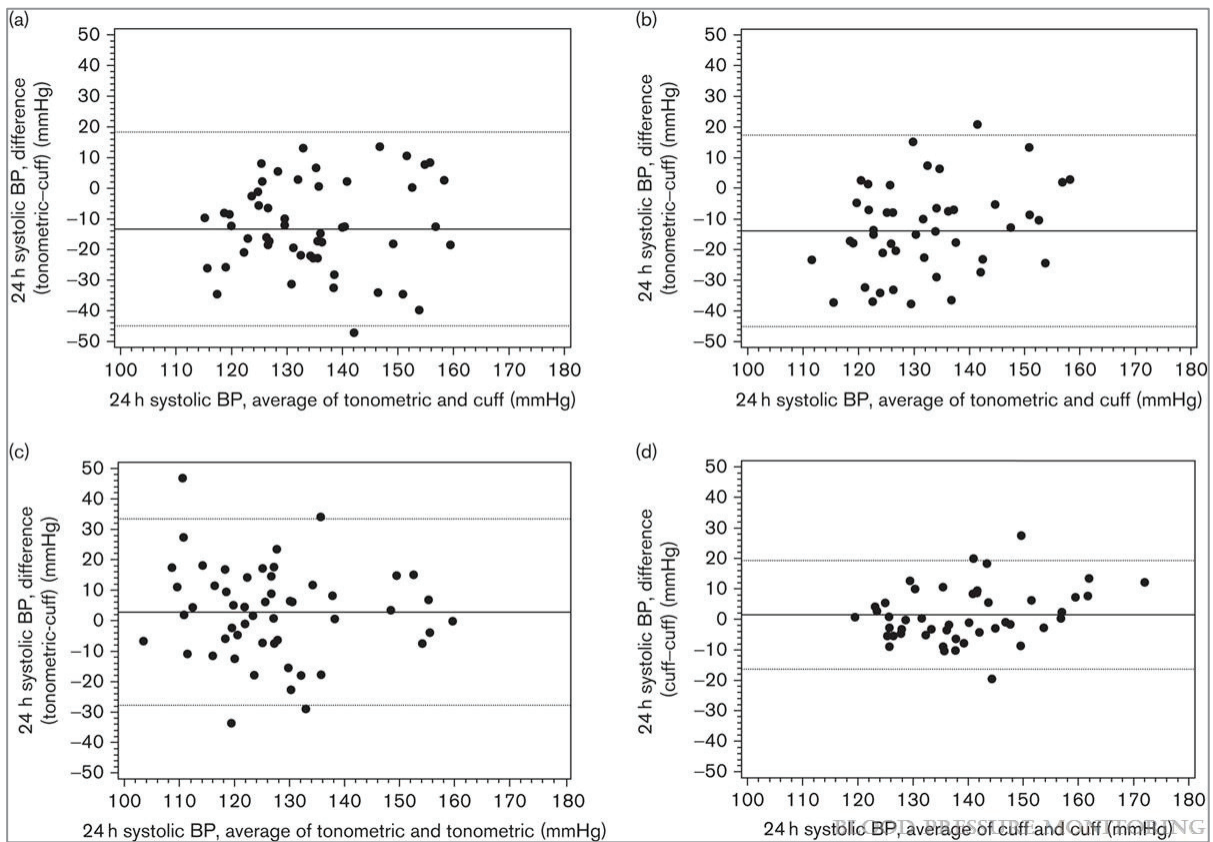 (a)
50
40
30
20
10
0
−10
−20
−30
−40
−50
24 h systolic BP, difference
(tonometric–cuff) (mmHg)
100 110 120 130 140 150 160 170 180
24 h systolic BP, average of tonometric and cuff (mmHg)
(b)
50
40
30
20
10
0
−10
−20
−30
−40
−50
24 h systolic BP, difference
(tonometric–cuff) (mmHg)
100 110 120 130 140 150 160 170 180
24 h systolic BP, average of tonometric and cuff (mmHg)
(c)
50
40
30
20
10
0
−10
−20
−30
−40
−50
24 h systolic BP, difference
(tonometric-cuff) (mmHg)
100 110 120 130 140 150 160 170 180
24 h systolic BP, average of tonometric and tonometric (mmHg)
(d)
50
40
30
20
10
0
−10
−20
−30
−40
−50
24 h systolic BP, difference
(cuff–cuff) (mmHg)
100 110 120 130 140 150 160 170 180
24 h systolic BP, average of cuff and cuff (mmHg)
BLOOD PRESSURE MONITORING